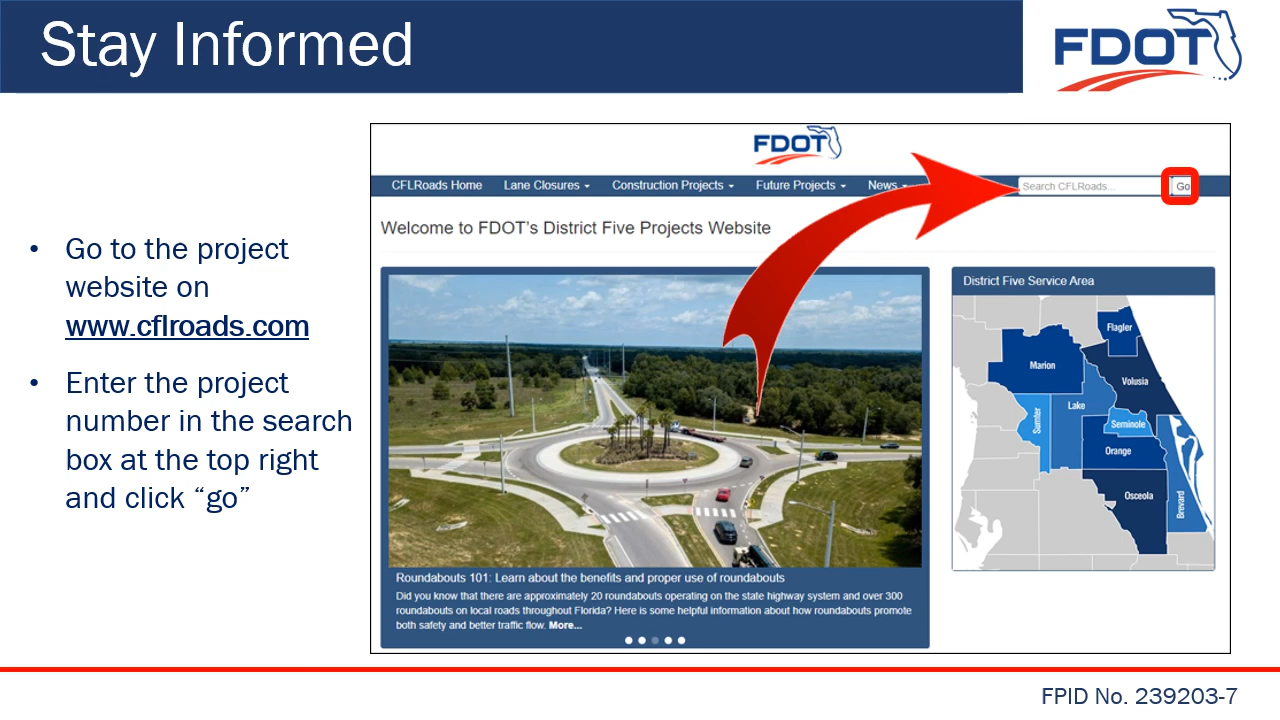 Stay Informed
FDOT
• Go to the project
website on
www.cflroads.com
• Enter the project
number in the search
box at the top right
and click “go”
FDOT
CFLRoads Home Lane Closures Construction Projects Future Projects News Search CFLRoads... Go
Welcome to FDOT's District Five Projects Website
District Five Service Area
Flagler
Marion
Volusia
Lake
Sumter
Seminole
Orange
Osceola
Brevard
Roundabouts 101: Learn about the benefits and proper use of roundabouts
Did you know that there are approximately 20 roundabouts operating on the state highway system and over 300
roundabouts on local roads throughout Florida? Here is some helpful information about how roundabouts promote
both safety and better traffic flow. More...
FPID No. 239203-7